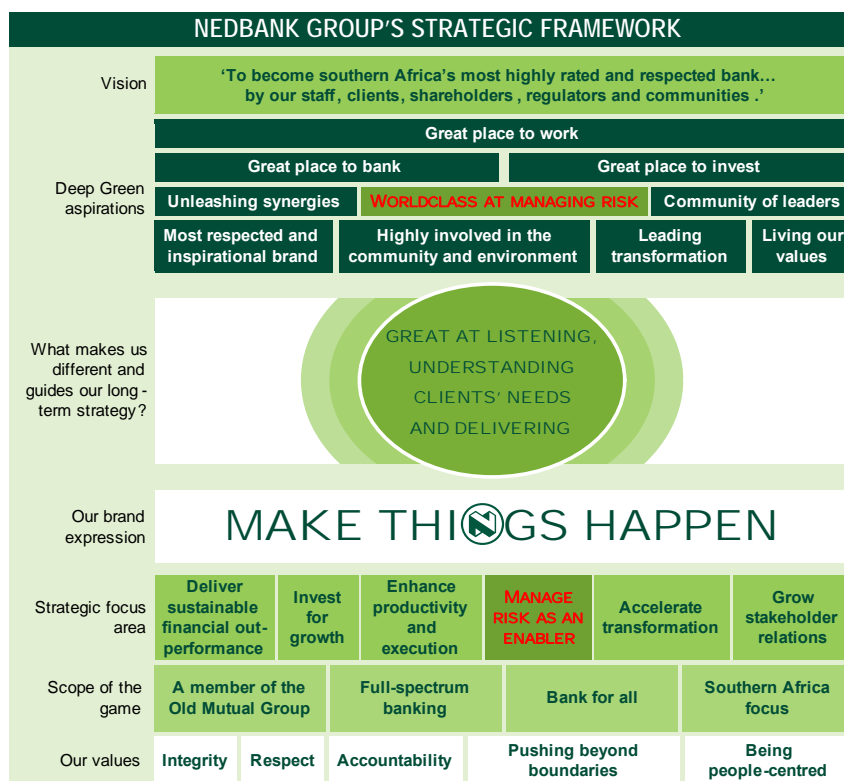 NEDBANK GROUP'S STRATEGIC FRAMEWORK
Vision
'To become southern Africa's most highly rated and respected bank…
by our staff, clients, shareholders , regulators and communities .'
Deep Green
aspirations
Great place to work
Great place to bank
Great place to invest
Unleashing synergies
WORLDCLASS AT MANAGING RISK
Community of leaders
Most respected and
inspirational brand
Highly involved in the
community and environment
Leading
transformation
Living our
values
What makes us
different and
guides our long -
term strategy?
GREAT AT LISTENING,
UNDERSTANDING
CLIENTS' NEEDS
AND DELIVERING
Our brand
expression
MAKE THINGS HAPPEN
Strategic focus
area
Deliver
sustainable
financial out-
performance
Invest
for
growth
Enhance
productivity
and
execution
MANAGE
RISK AS AN
ENABLER
Accelerate
transformation
Grow
stakeholder
relations
Scope of the
game
A member of the
Old Mutual Group
Full-spectrum
banking
Bank for all
Southern Africa
focus
Our values
Integrity
Respect
Accountability
Pushing beyond
boundaries
Being
people-centred